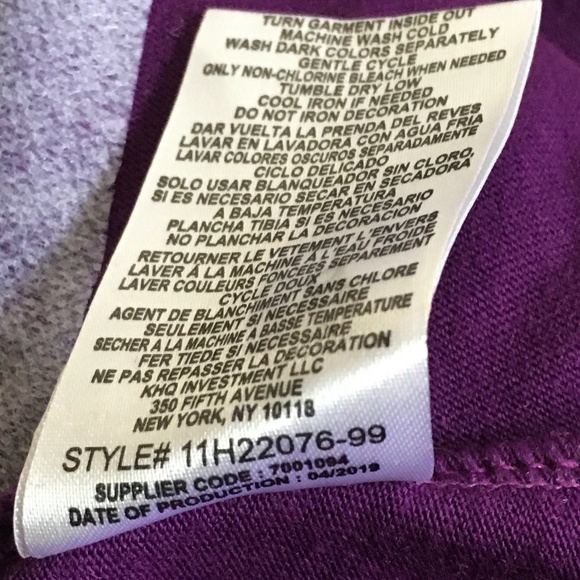 TURN GARMENT INSIDE OUT
MACHINE WASH COLD
WASH DARK COLORS SEPARATELY
GENTLE CYCLE
ONLY NON-CHLORINE BLEACH WHEN NEEDED
TUMBLE DRY LOW
COOL IRON IF NEEDED
DO NOT IRON DECORATION
DAR VUELTA LA PRENDA DEL REVES
LAVAR EN LAVADORA CON AGUA FRIA
LAVAR COLORES OSCUROS SEPARADAMENTE
CICLO DELICADO
SOLO USAR BLANQUEADOR SIN CLORO,
SI ES NECESARIO SECAR EN SECADORA
A BAJA TEMPERATURA
PLANCHA TIBIA SI ES NECESARIO
NO PLANCHAR LA DECORACION
RETOURNER LE VETEMENT L'ENVERS
LAVER À LA MACHINE À L'EAU FROIDE
LAVER COULEURS FONCÉES SEPAREMENT
CYCLE DOUX
AGENT DE BLANCHIMENT SANS CHLORE
SEULEMENT SI NECESSAIRE
SECHER A LA MACHINE A BASSE TEMPERATURE
FER TIEDE SI NECESSAIRE
NE PAS REPASSER LA DECORATION
KHQ INVESTMENT LLC
350 FIFTH AVENUE
NEW YORK, NY 10118
STYLE# 11H22076-99
SUPPLIER CODE : 7001094
DATE OF PRODUCTION : 04/2019